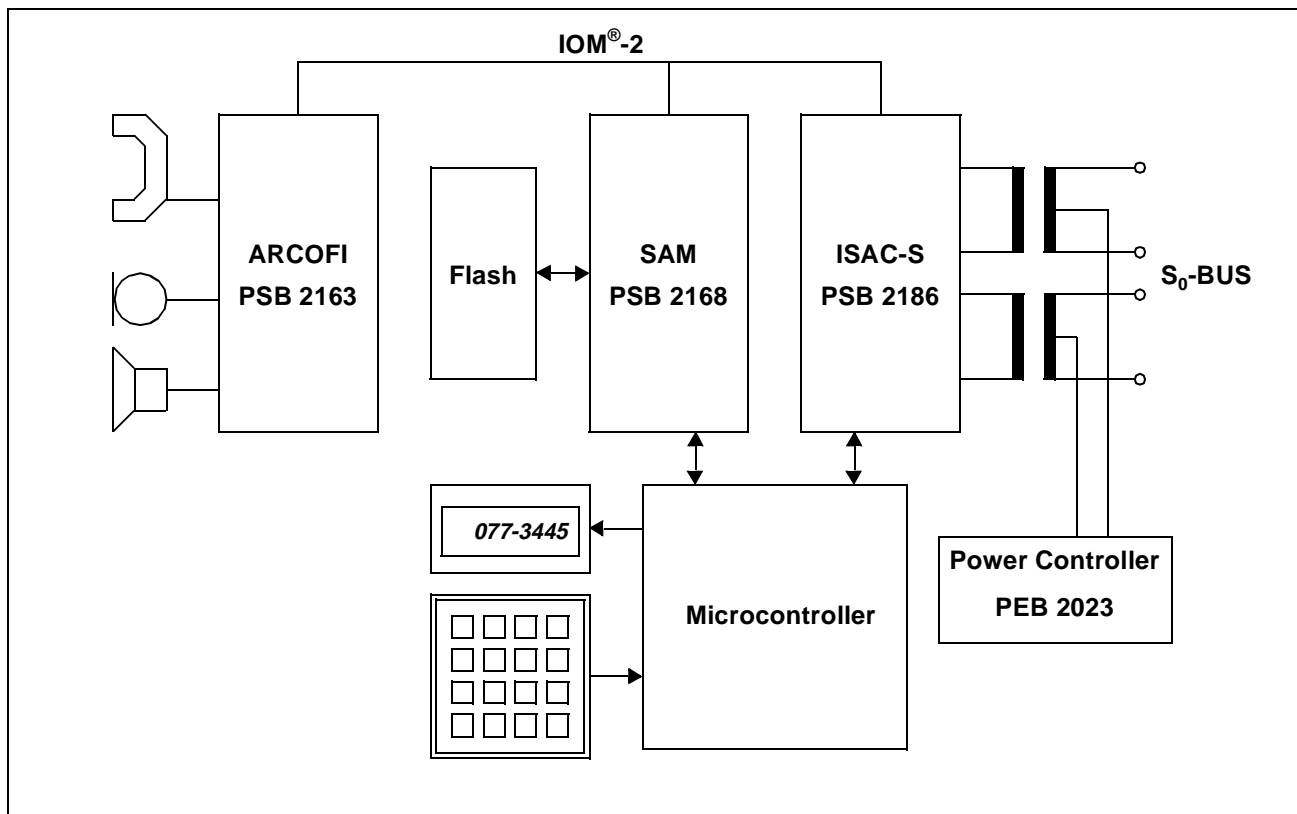 IOM®-2
ARCOFI
PSB 2163
Flash
SAM
PSB 2168
ISAC-S
PSB 2186
S₀-BUS
077-3445
Microcontroller
Power Controller
PEB 2023